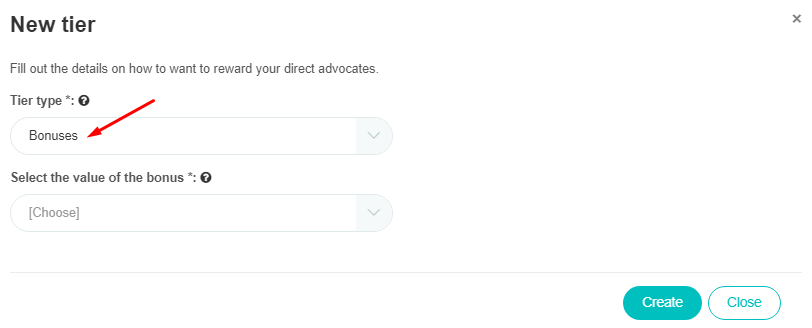 New tier
×
Fill out the details on how to want to reward your direct advocates.
Tier type *: ?
Bonuses
Select the value of the bonus *: ?
[Choose]
Create
Close